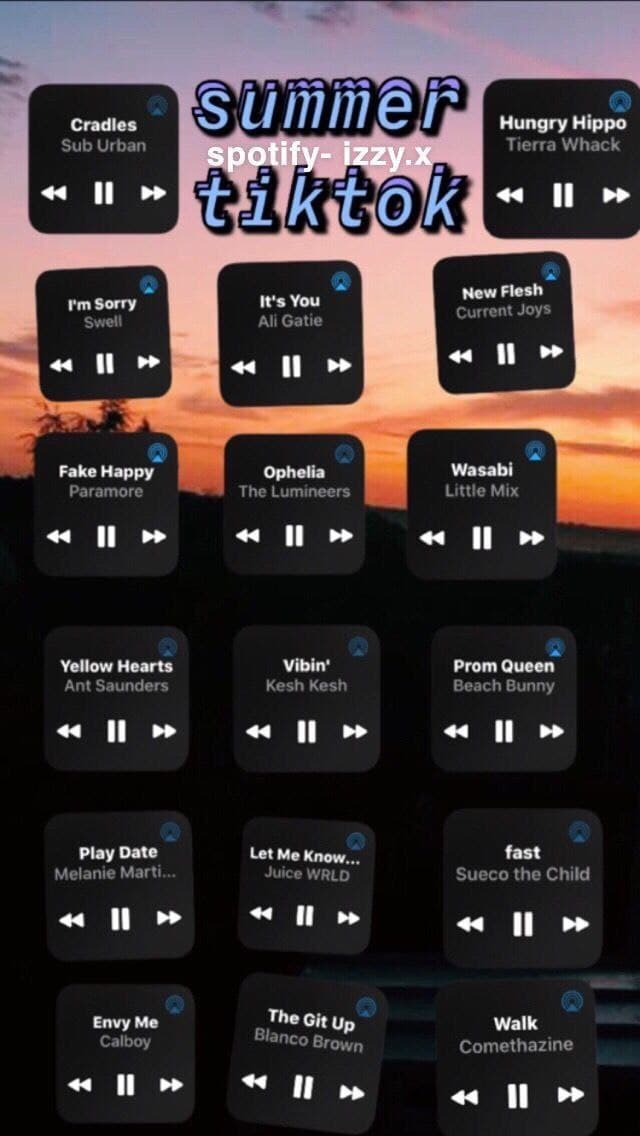 summer
spotify- izzy.x
tiktok
Cradles
Sub Urban
Hungry Hippo
Tierra Whack
I'm Sorry
Swell
It's You
Ali Gatie
New Flesh
Current Joys
Fake Happy
Paramore
Ophelia
The Lumineers
Wasabi
Little Mix
Yellow Hearts
Ant Saunders
Vibin'
Kesh Kesh
Prom Queen
Beach Bunny
Play Date
Melanie Marti...
Let Me Know...
Juice WRLD
fast
Sueco the Child
Envy Me
Calboy
The Git Up
Blanco Brown
Walk
Comethazine